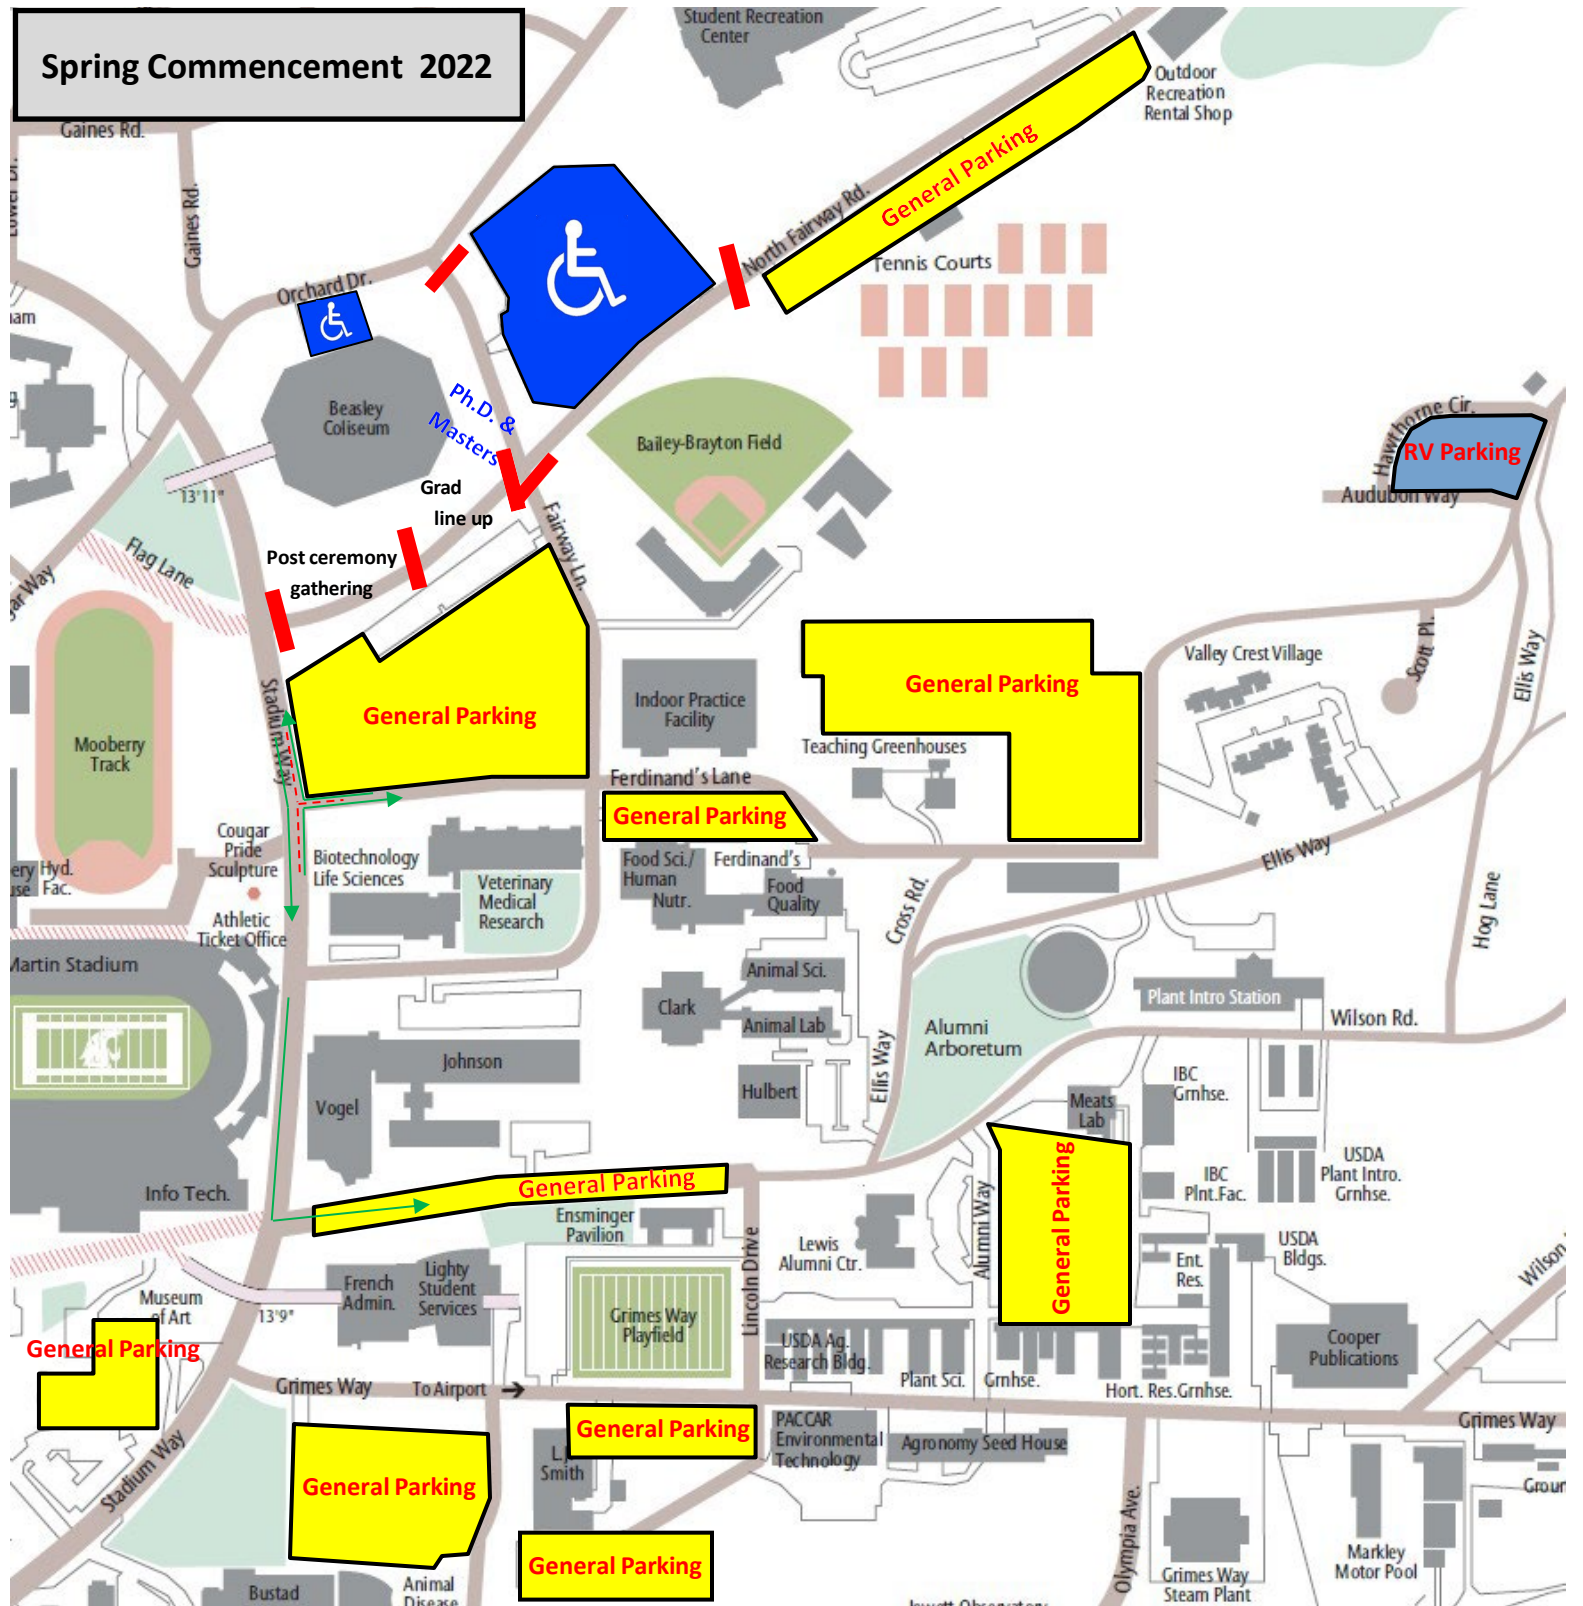 Spring Commencement 2022
Student Recreation
Center
Outdoor
Recreation
Rental Shop
Gaines Rd.
Lower Dr.
Gaines Rd.
General Parking
North Fairway Rd.
Tennis Courts
Orchard Dr.
Beasley
Coliseum
Ph.D. &
Masters
Bailey-Brayton Field
Hawthorne Cir.
RV Parking
Audubon Way
13'11"
Grad
line up
Flag Lane
Post ceremony
gathering
Fairway Ln.
Valley Crest Village
Scott Pl.
Ellis Way
Stadium Way
General Parking
Indoor Practice
Facility
General Parking
Mooberry
Track
Teaching Greenhouses
Ferdinand's Lane
General Parking
Cougar
Pride
Sculpture
Biotechnology
Life Sciences
Food Sci./
Human
Nutr.
Ferdinand's
Food
Quality
Ellis Way
Hyd.
Fac.
Veterinary
Medical
Research
Cross Rd.
Hog Lane
Athletic
Ticket Office
Martin Stadium
Animal Sci.
Clark
Animal Lab
Plant Intro Station
Wilson Rd.
Alumni
Arboretum
Johnson
Vogel
Hulbert
Ellis Way
IBC
Grnhse.
Meats
Lab
USDA
Plant Intro.
Grnhse.
IBC
Plnt.Fac.
General Parking
General Parking
Info Tech.
Ensminger
Pavilion
Lewis
Alumni Ctr.
Alumni Way
Lincoln Drive
USDA
Bldgs.
Ent.
Res.
Wilson
French
Admin.
Lighty
Student
Services
Museum
of Art
13'9"
Grimes Way
Playfield
General Parking
USDA Ag.
Research Bldg.
Cooper
Publications
Plant Sci.
Grnhse.
Hort. Res.Grnhse.
Grimes Way
To Airport
Grimes Way
General Parking
PACCAR
Environmental
Technology
Agronomy Seed House
Stadium Way
General Parking
Smith
Olympia Ave.
General Parking
Grimes Way
Steam Plant
Markley
Motor Pool
Bustad
Animal